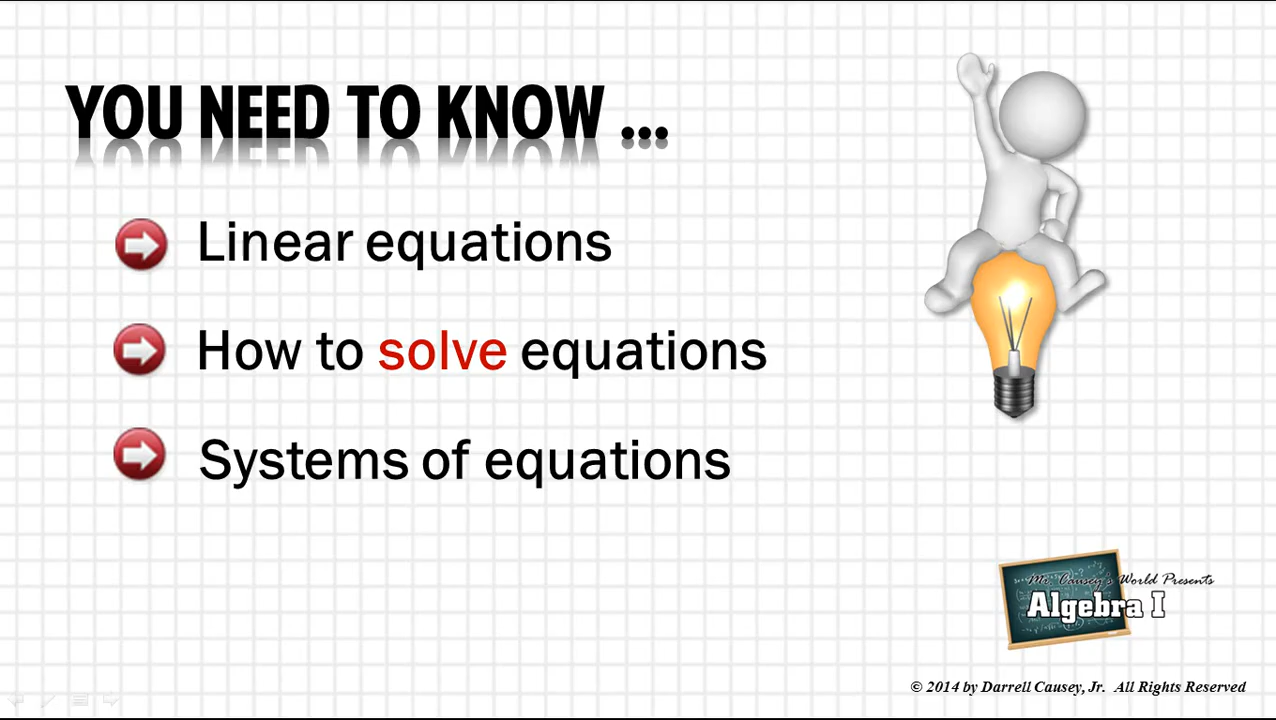 YOU NEED TO KNOW ...
Linear equations
How to solve equations
Systems of equations
Mr. Causey's World Presents
Algebra I
© 2014 by Darrell Causey, Jr. All Rights Reserved